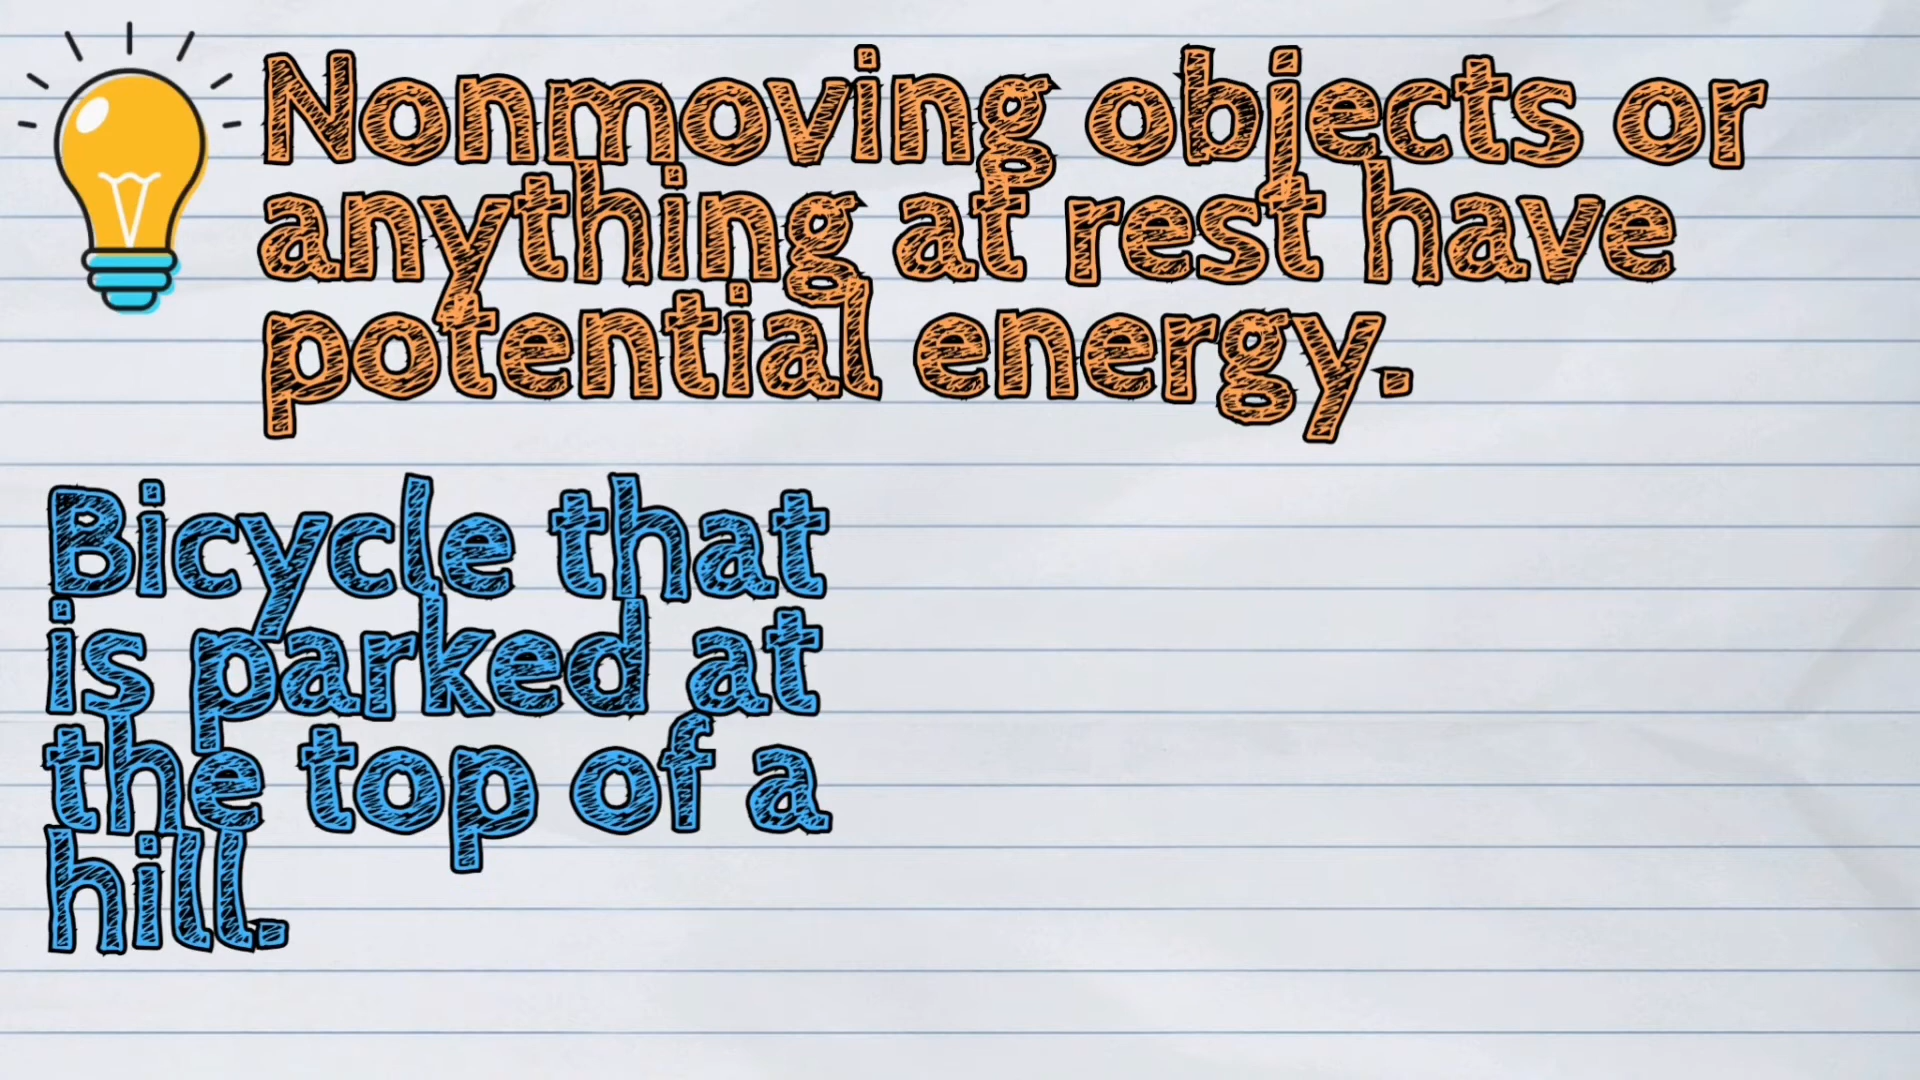 Nonmoving objects or
anything at rest have
potential energy.
Bicycle that
is parked at
the top of a
hill.